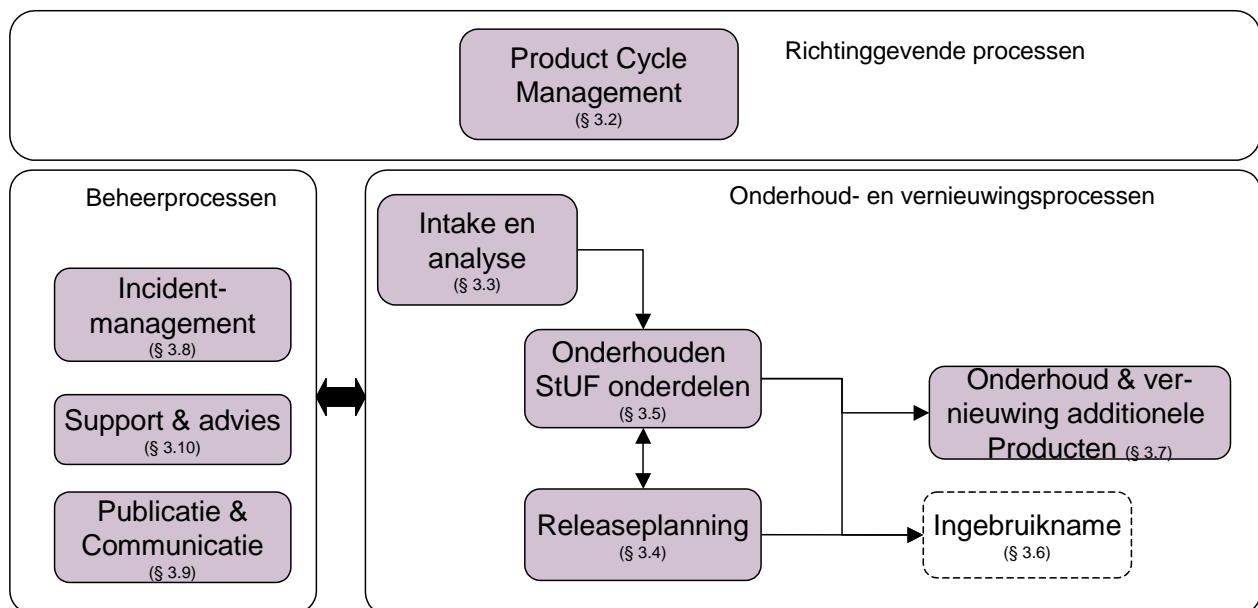 Product Cycle
Management
(§ 3.2)
Richtinggevende processen
Beheerprocessen
Incident-
management
(§ 3.8)
Support & advies
(§ 3.10)
Publicatie &
Communicatie
(§ 3.9)
Onderhoud- en vernieuwingsprocessen
Intake en
analyse
(§ 3.3)
Onderhouden
StUF onderdelen
(§ 3.5)
Releaseplanning
(§ 3.4)
Onderhoud & ver-
nieuwing additionele
Producten (§ 3.7)
Ingebruikname
(§ 3.6)